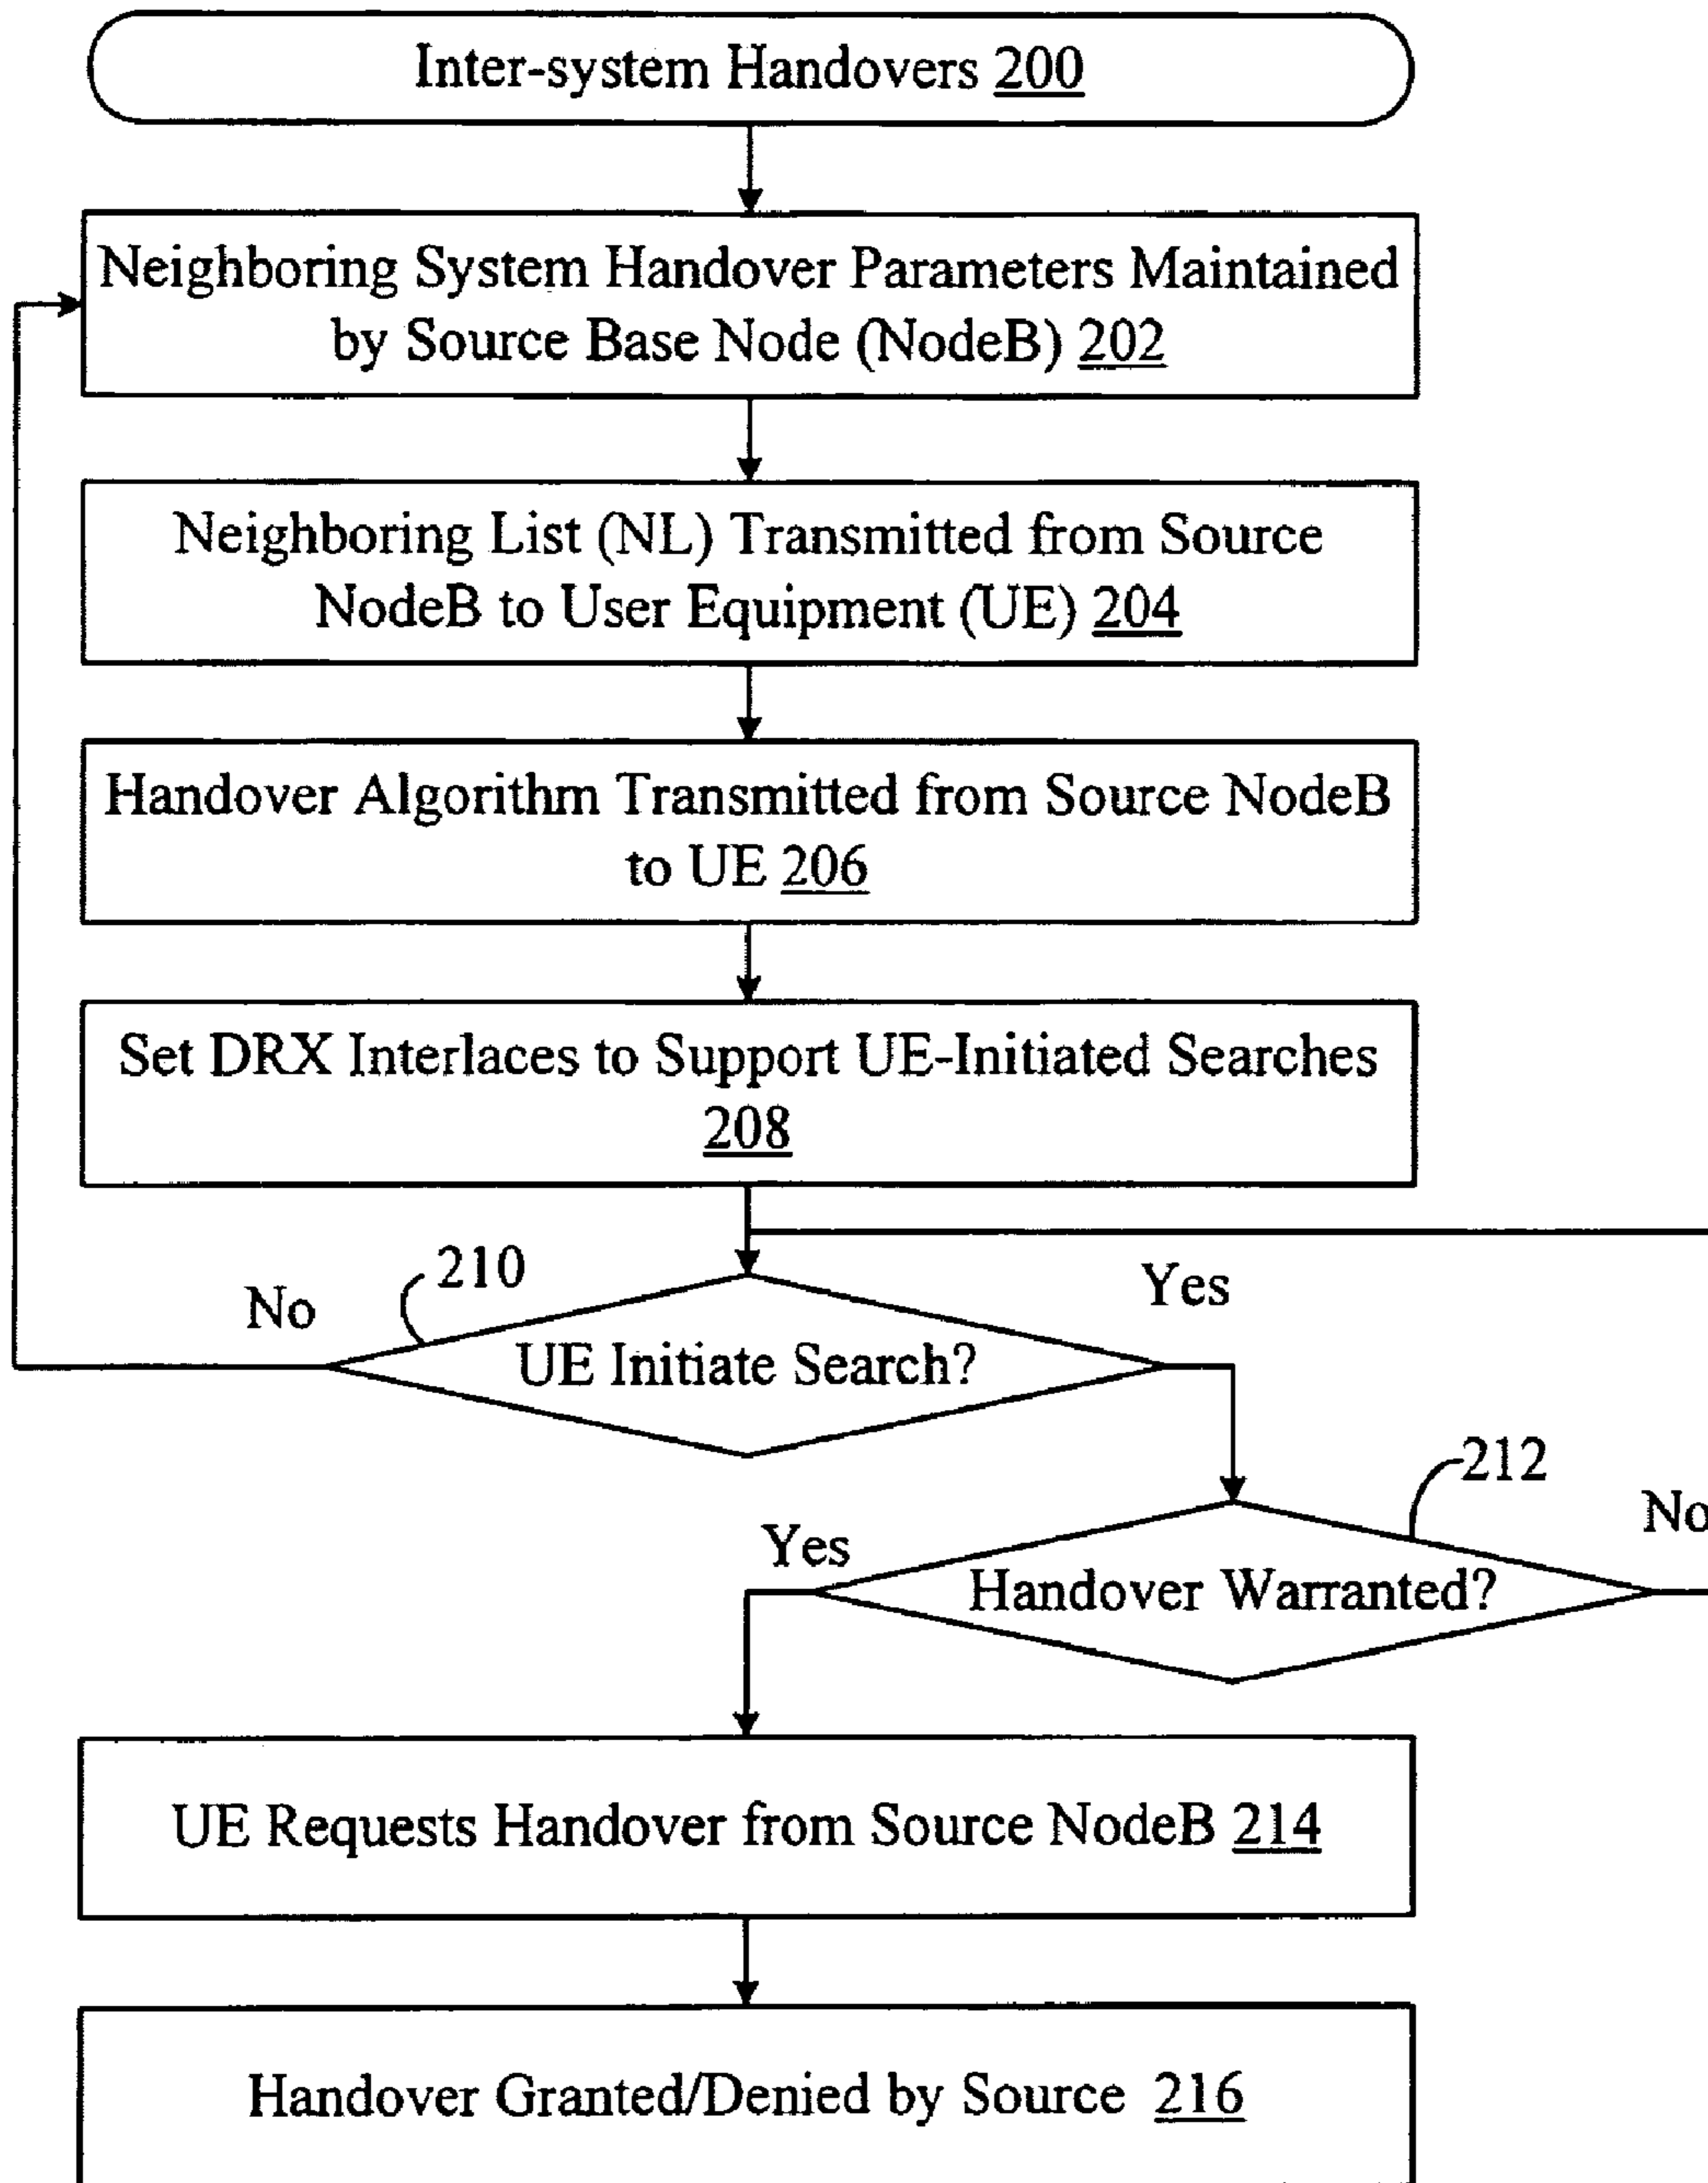 Inter-system Handovers 200
Neighboring System Handover Parameters Maintained
by Source Base Node (NodeB) 202
Neighboring List (NL) Transmitted from Source
NodeB to User Equipment (UE) 204
Handover Algorithm Transmitted from Source NodeB
to UE 206
Set DRX Interlaces to Support UE-Initiated Searches
208
210
No
Yes
UE Initiate Search?
212
No
Yes
Handover Warranted?
UE Requests Handover from Source NodeB 214
Handover Granted/Denied by Source 216